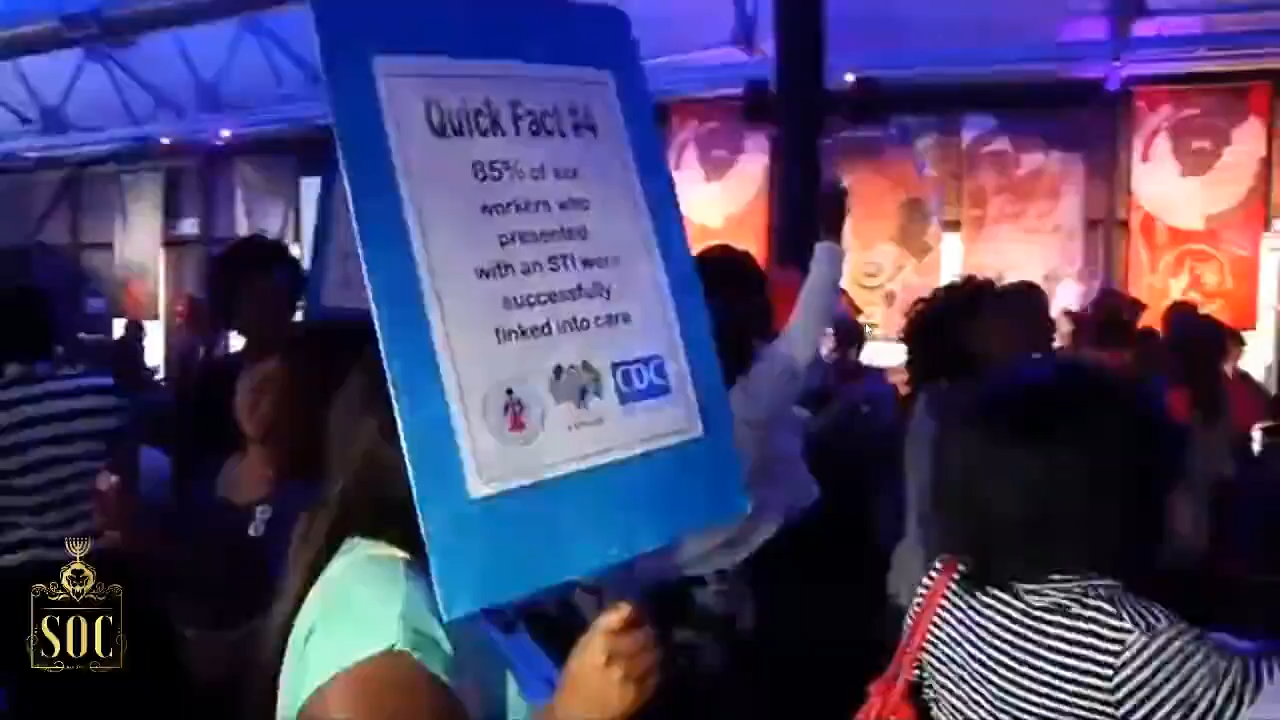 Quick Fact #4
85% of sex
workers who
presented
with an STI were
successfully
linked into care
CDC
SOC